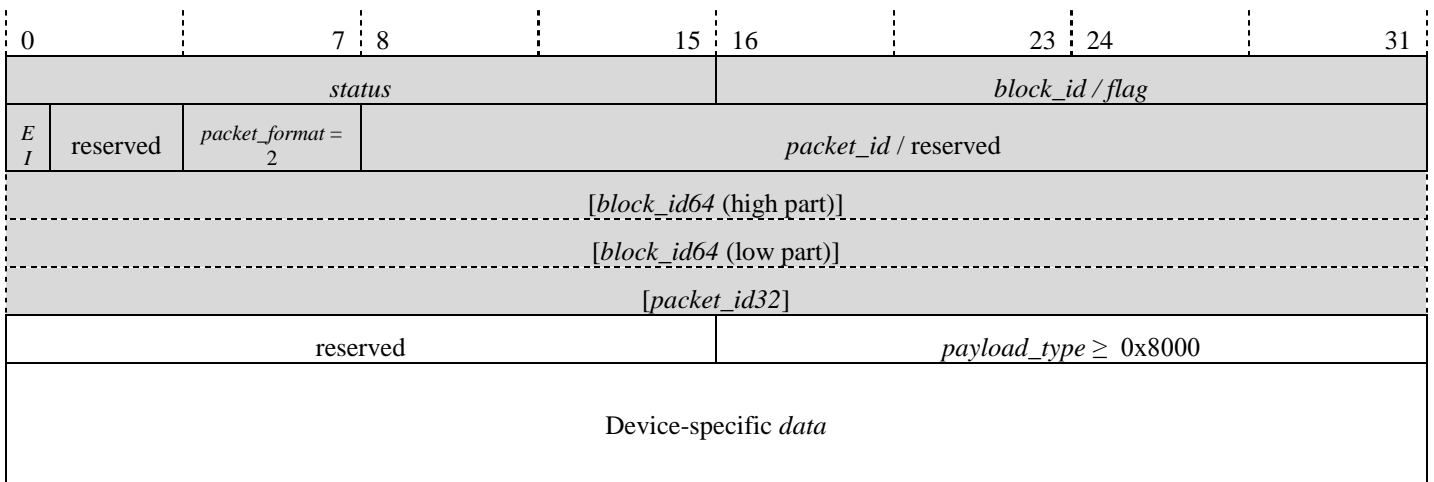 0 7 8 15 16 23 24 31
status block_id / flag
E I reserved packet_format = 2 packet_id / reserved
[block_id64 (high part)]
[block_id64 (low part)]
[packet_id32]
reserved payload_type ≥ 0x8000
Device-specific data